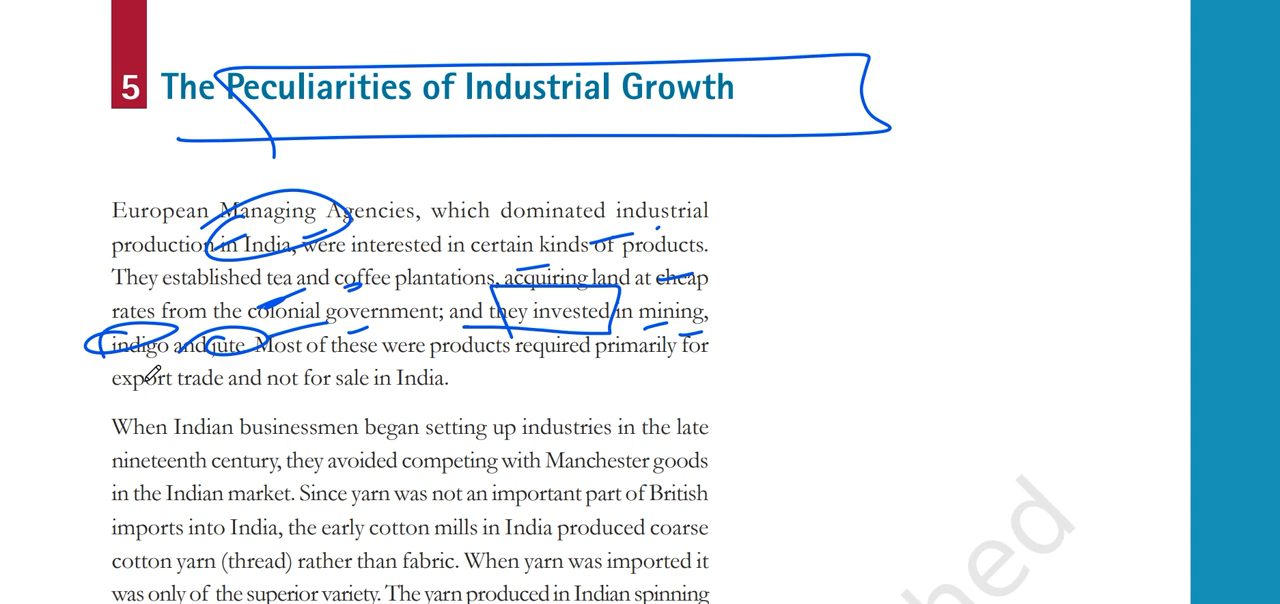 5 The Peculiarities of Industrial Growth
European Managing Agencies, which dominated industrial
production in India, were interested in certain kinds of products.
They established tea and coffee plantations, acquiring land at cheap
rates from the colonial government; and they invested in mining,
indigo and jute. Most of these were products required primarily for
export trade and not for sale in India.
When Indian businessmen began setting up industries in the late
nineteenth century, they avoided competing with Manchester goods
in the Indian market. Since yarn was not an important part of British
imports into India, the early cotton mills in India produced coarse
cotton yarn (thread) rather than fabric. When yarn was imported it
was only of the superior variety. The yarn produced in Indian spinning
hed